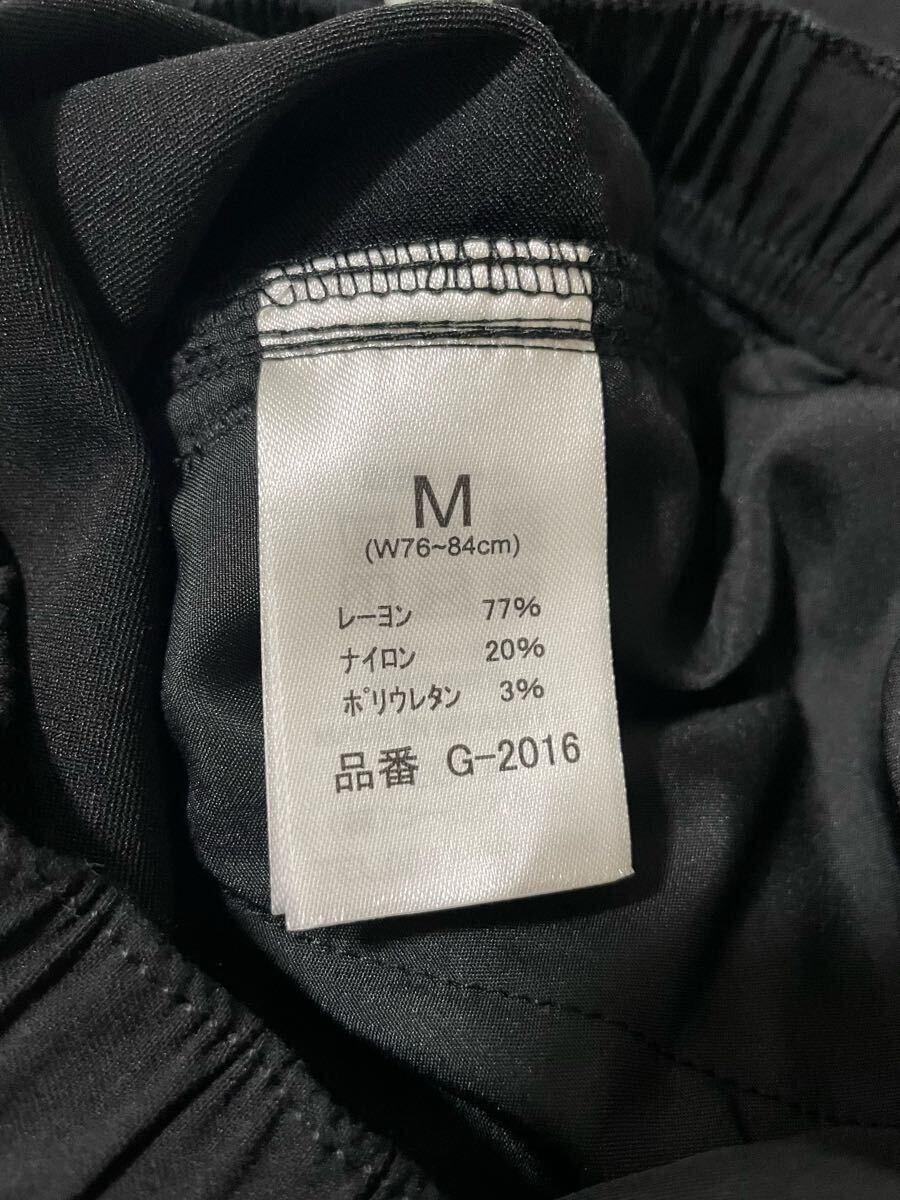 M
(W76~84cm)
レーヨン 77%
ナイロン 20%
ポリウレタン 3%
品番 G-2016